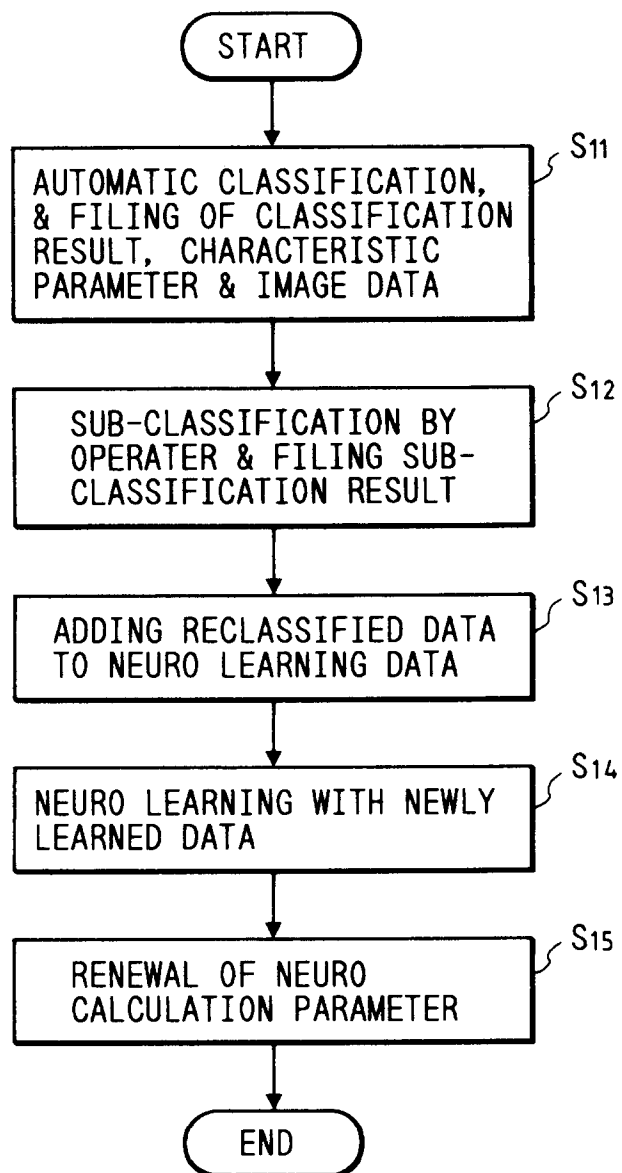 START
S11
AUTOMATIC CLASSIFICATION,
& FILING OF CLASSIFICATION
RESULT, CHARACTERISTIC
PARAMETER & IMAGE DATA
S12
SUB-CLASSIFICATION BY
OPERATER & FILING SUB-
CLASSIFICATION RESULT
S13
ADDING RECLASSIFIED DATA
TO NEURO LEARNING DATA
S14
NEURO LEARNING WITH NEWLY
LEARNED DATA
S15
RENEWAL OF NEURO
CALCULATION PARAMETER
END